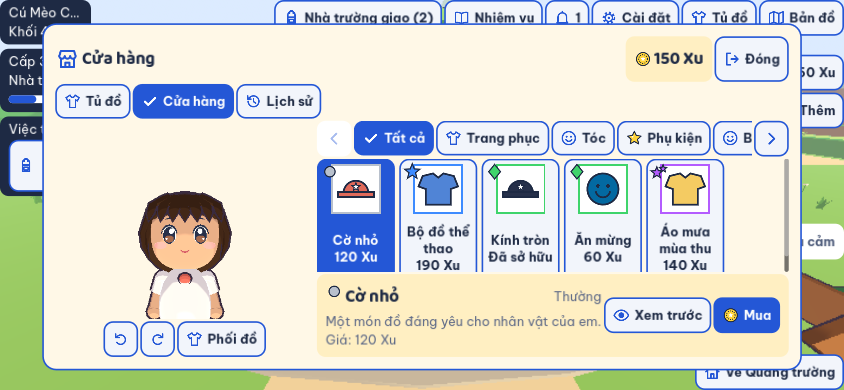 Cú Mèo C...
Nhà trường giao (2)
Nhiệm vụ
1
Cài đặt
Tủ đồ
Bản đồ
Khối
Cấp
Nhà t
Việc
Thêm
Cửa hàng
150 Xu
Đóng
Tủ đồ
Cửa hàng
Lịch sử
Tất cả
Trang phục
Tóc
Phụ kiện
B
Cờ nhỏ
120 Xu
Bộ đồ thể
thao
190 Xu
Kính tròn
Đã sở hữu
Ăn mừng
60 Xu
Áo mưa
mùa thu
140 Xu
Cờ nhỏ
Thường
Một món đồ đáng yêu cho nhân vật của em.
Giá: 120 Xu
Xem trước
Mua
Phối đồ
cảm
Về Quảng trường